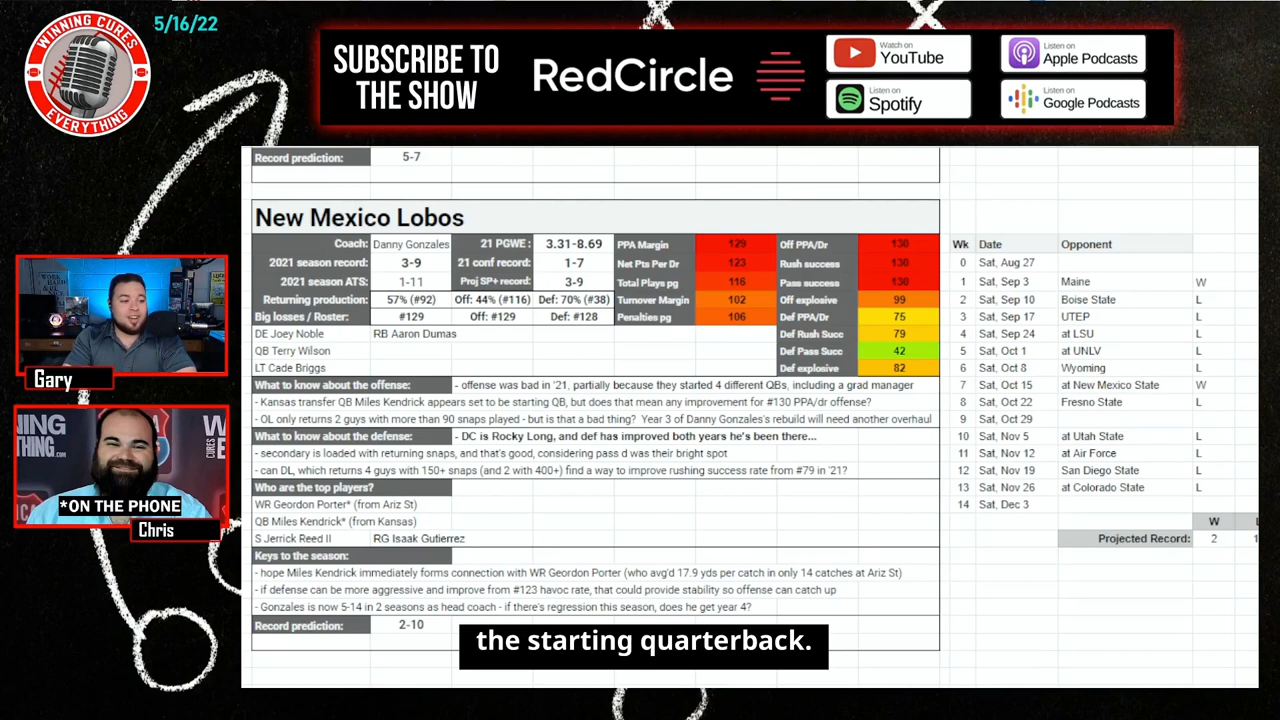 WINNING CURES
EVERYTHING
5/16/22
SUBSCRIBE TO
THE SHOW
RedCircle
Watch on
YouTube
Listen on
Apple Podcasts
Listen on
Spotify
Listen on
Google Podcasts
Gary
*ON THE PHONE
Chris
Record prediction: 5-7
New Mexico Lobos
Coach: Danny Gonzales 21 PGWE: 3.31-8.69 PPA Margin 129 Off PPA/Dr 130
2021 season record: 3-9 21 conf record: 1-7 Net Pts Per Dr 123 Rush success 130
2021 season ATS: 1-11 Proj SP+ record: 3-9 Total Plays pg 116 Pass success 130
Returning production: 57% (#92) Off: 44% (#116) Def: 70% (#38) Turnover Margin 102 Off explosive 99
Big losses / Roster: #129 Off: #129 Def: #128 Penalties pg 106 Def PPA/Dr 75
DE Joey Noble RB Aaron Dumas Def Rush Succ 79
QB Terry Wilson Def Pass Succ 42
LT Cade Briggs Def explosive 82
What to know about the offense: - offense was bad in '21, partially because they started 4 different QBs, including a grad manager
- Kansas transfer QB Miles Kendrick appears set to be starting QB, but does that mean any improvement for #130 PPA/dr offense?
- OL only returns 2 guys with more than 90 snaps played - but is that a bad thing? Year 3 of Danny Gonzales's rebuild will need another overhaul
What to know about the defense: - DC is Rocky Long, and def has improved both years he's been there...
- secondary is loaded with returning snaps, and that's good, considering pass d was their bright spot
- can DL, which returns 4 guys with 150+ snaps (and 2 with 400+) find a way to improve rushing success rate from #79 in '21?
Who are the top players?
WR Geordon Porter* (from Ariz St)
QB Miles Kendrick* (from Kansas)
S Jerrick Reed II RG Isaak Gutierrez
Keys to the season:
- hope Miles Kendrick immediately forms connection with WR Geordon Porter (who avg'd 17.9 yds per catch in only 14 catches at Ariz St)
- if defense can be more aggressive and improve from #123 havoc rate, that could provide stability so offense can catch up
- Gonzales is now 5-14 in 2 seasons as head coach - if there's regression this season, does he get year 4?
Record prediction: 2-10
Wk Date Opponent
0 Sat, Aug 27
1 Sat, Sep 3 Maine W
2 Sat, Sep 10 Boise State L
3 Sat, Sep 17 UTEP L
4 Sat, Sep 24 at LSU L
5 Sat, Oct 1 at UNLV L
6 Sat, Oct 8 Wyoming L
7 Sat, Oct 15 at New Mexico State W
8 Sat, Oct 22 Fresno State L
9 Sat, Oct 29
10 Sat, Nov 5 at Utah State L
11 Sat, Nov 12 at Air Force L
12 Sat, Nov 19 San Diego State L
13 Sat, Nov 26 at Colorado State L
14 Sat, Dec 3
W
Projected Record: 2
the starting quarterback.